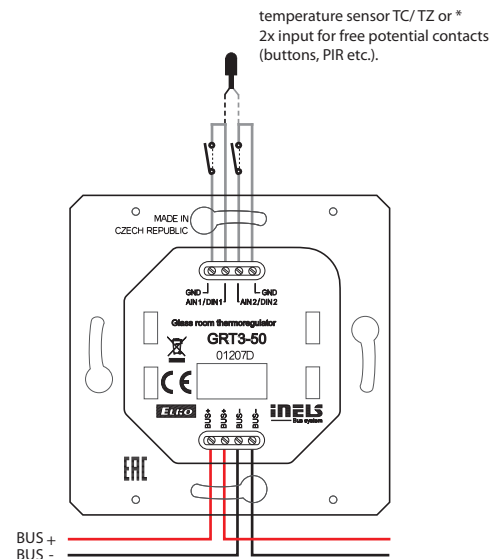 temperature sensor TC/ TZ or *
2x input for free potential contacts
(buttons, PIR etc.).
MADE IN
CZECH REPUBLIC
GND GND
AIN1/DIN1 AIN2/DIN2
Glass room thermoregulator
GRT3-50
01207D
CE
ELKO iNELS
Bus system
BUS+ BUS+ BUS- BUS-
EAC
BUS +
BUS -